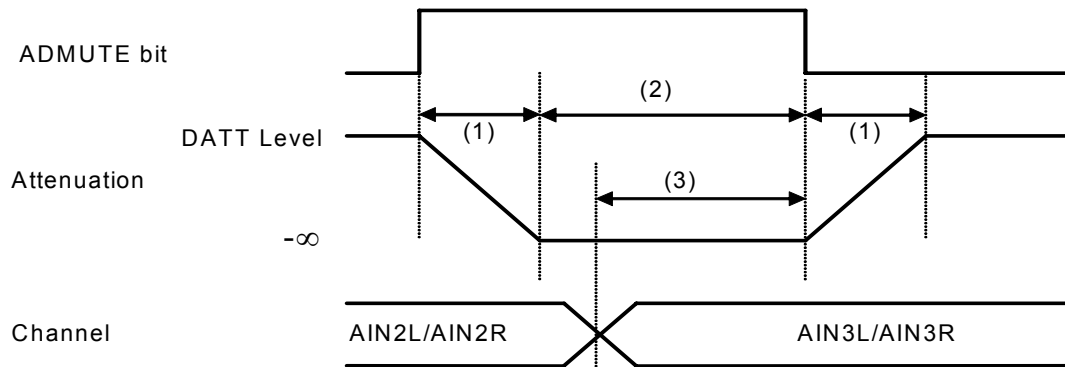 ADMUTE bit
(2)
(1)
(1)
DATT Level
Attenuation
(3)
-∞
Channel
AIN2L/AIN2R
AIN3L/AIN3R